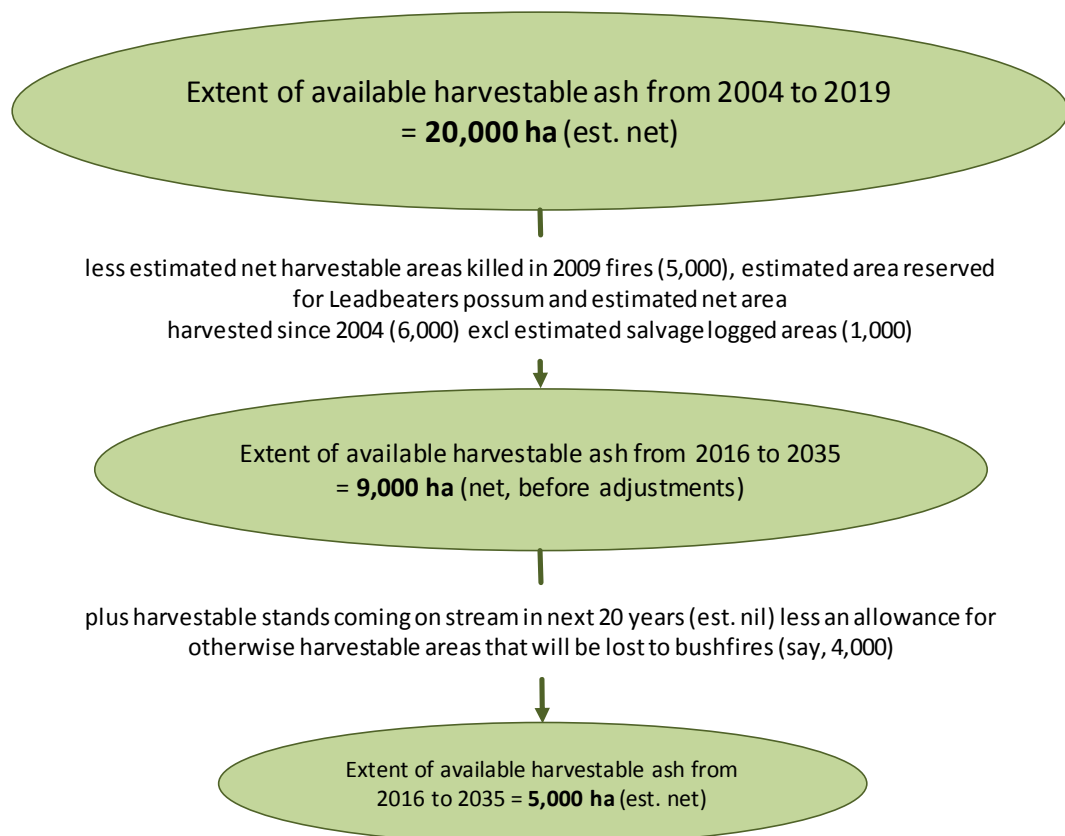 Extent of available harvestable ash from 2004 to 2019
= 20,000 ha (est. net)
less estimated net harvestable areas killed in 2009 fires (5,000), estimated area reserved
for Leadbeaters possum and estimated net area
harvested since 2004 (6,000) excl estimated salvage logged areas (1,000)
Extent of available harvestable ash from 2016 to 2035
= 9,000 ha (net, before adjustments)
plus harvestable stands coming on stream in next 20 years (est. nil) less an allowance for
otherwise harvestable areas that will be lost to bushfires (say, 4,000)
Extent of available harvestable ash from
2016 to 2035 = 5,000 ha (est. net)